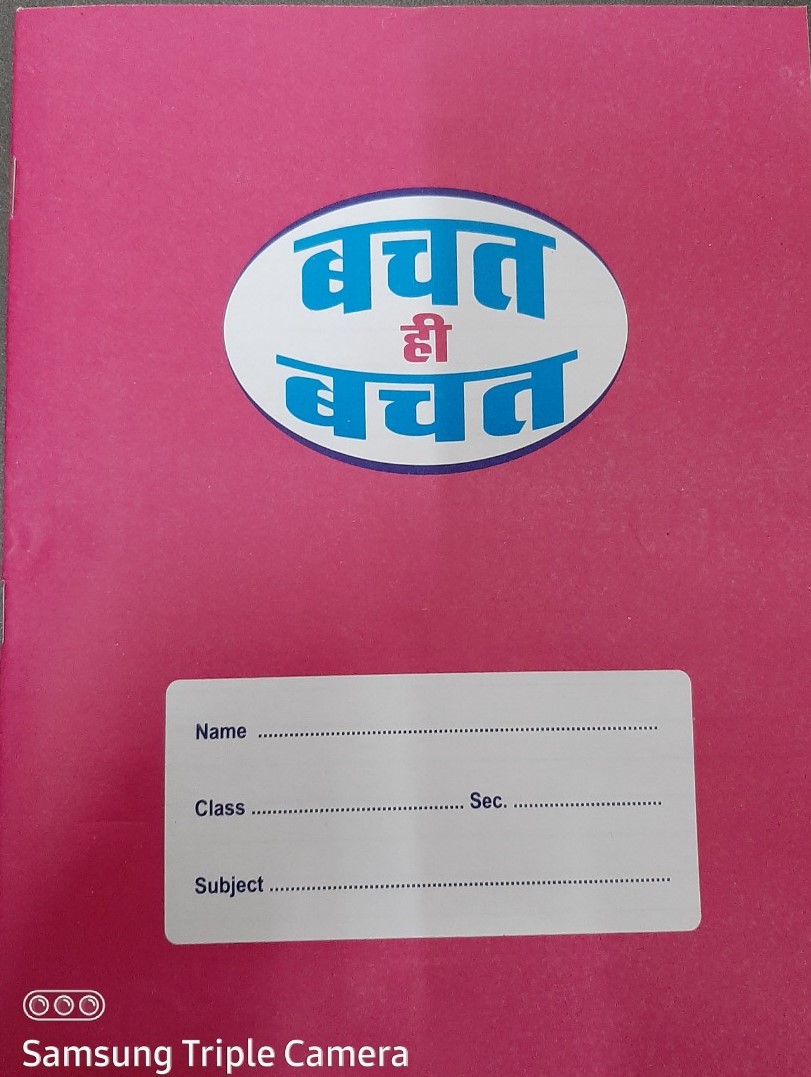 बचत
ही
बचत
Name ........................................................................
Class ...................................... Sec. ...........................
Subject ........................................................................
Samsung Triple Camera